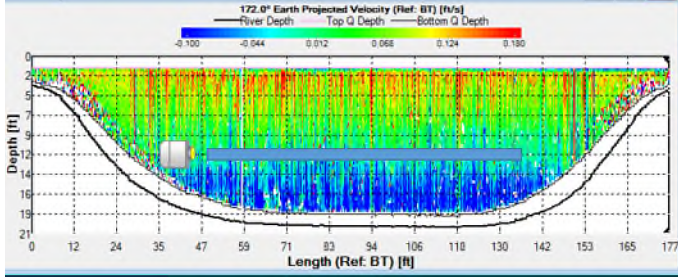 172.0° Earth Projected Velocity (Ref: BT) [ft/s]
River Depth Top Q Depth Bottom Q Depth
-0.100 -0.044 0.012 0.068 0.124 0.180
Depth [ft]
0
2
5
7
9
12
14
16
19
21
0 12 24 35 47 59 71 83 94 106 118 130 142 153 165 177
Length (Ref: BT) [ft]